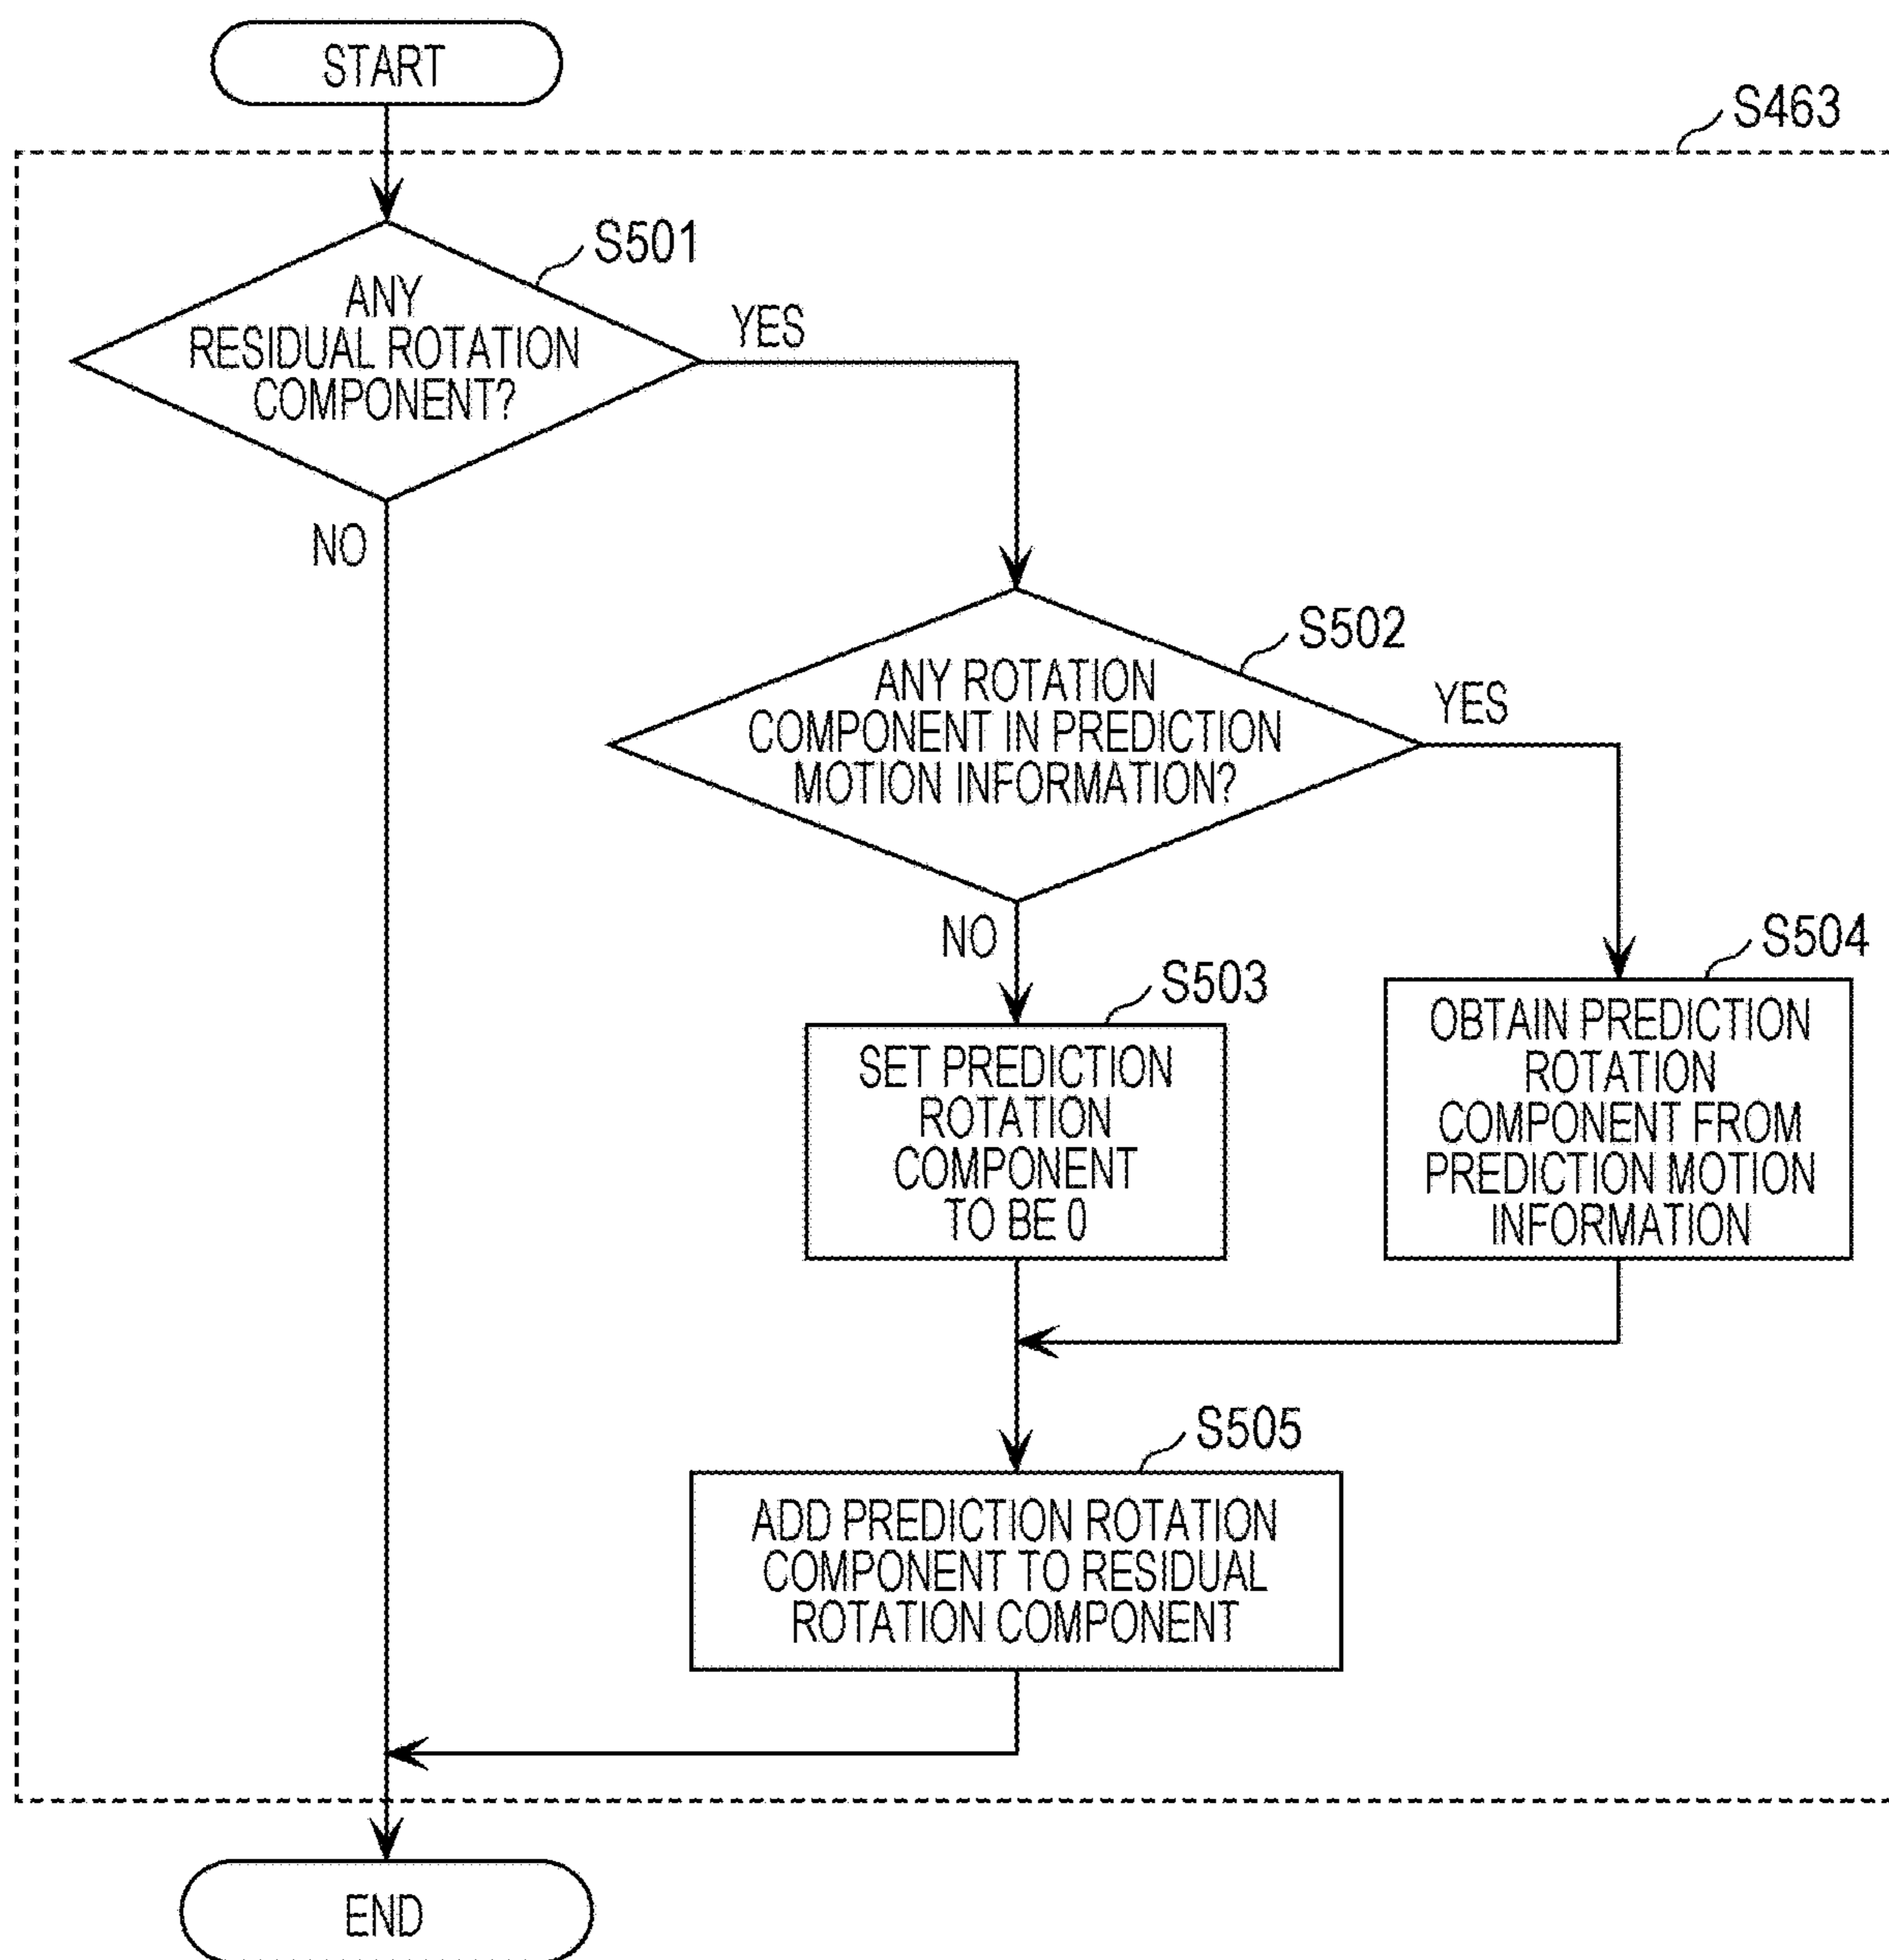 START
S463
S501
ANY
RESIDUAL ROTATION
COMPONENT?
YES
NO
S502
ANY ROTATION
COMPONENT IN PREDICTION
MOTION INFORMATION?
YES
NO
S503
SET PREDICTION
ROTATION
COMPONENT
TO BE 0
S504
OBTAIN PREDICTION
ROTATION
COMPONENT FROM
PREDICTION MOTION
INFORMATION
S505
ADD PREDICTION ROTATION
COMPONENT TO RESIDUAL
ROTATION COMPONENT
END